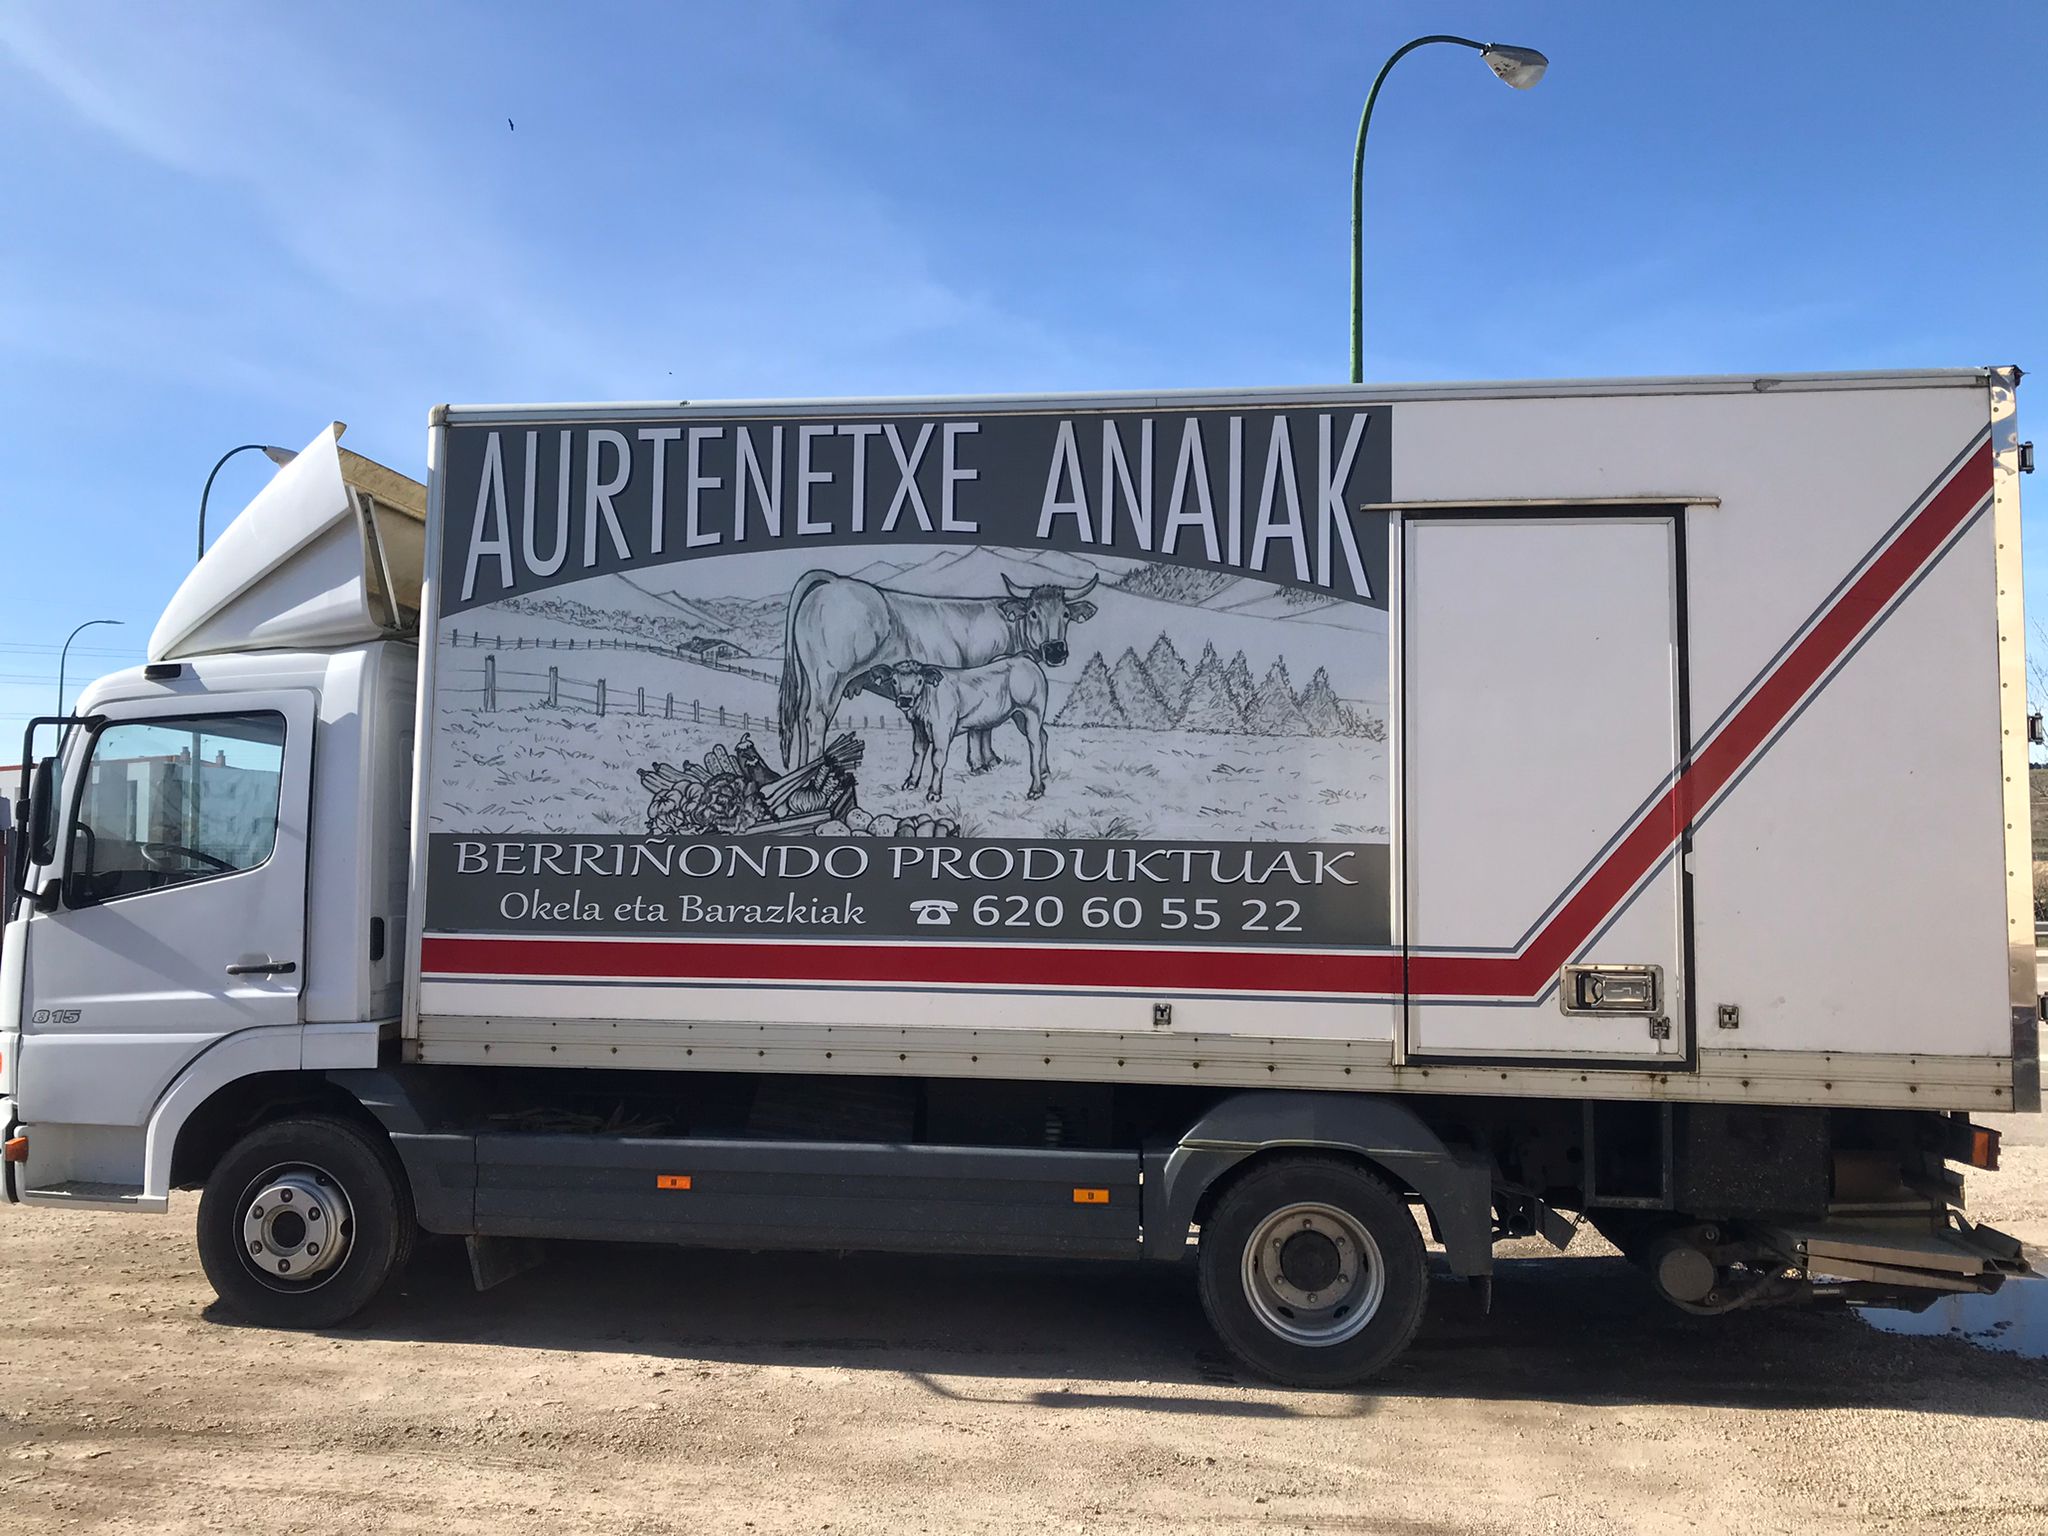 AURTENETXE ANAIAK
BERRIÑONDO PRODUKTUAK
Okela eta Barazkiak ☎ 620 60 55 22
815